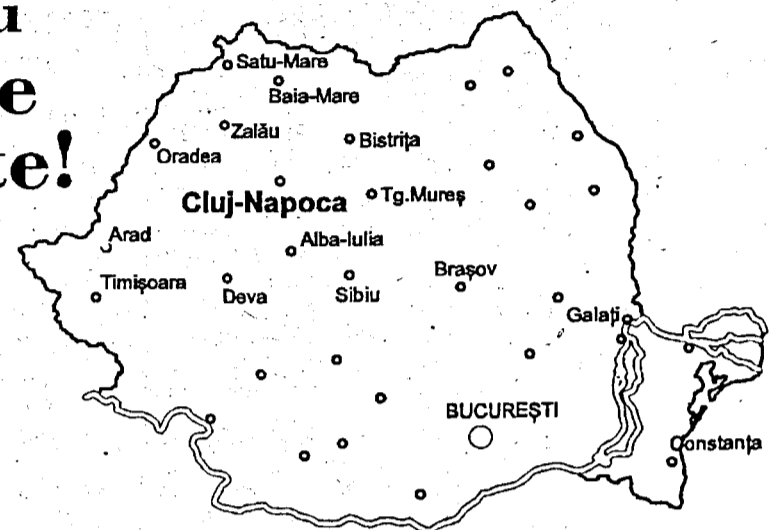 u
e
te!
Satu-Mare
Baia-Mare
Zalău
Bistrița
Oradea
Cluj-Napoca
Tg.Mureș
Arad
Alba-Iulia
Timișoara
Deva
Sibiu
Brașov
Galați
BUCUREȘTI
Constanța